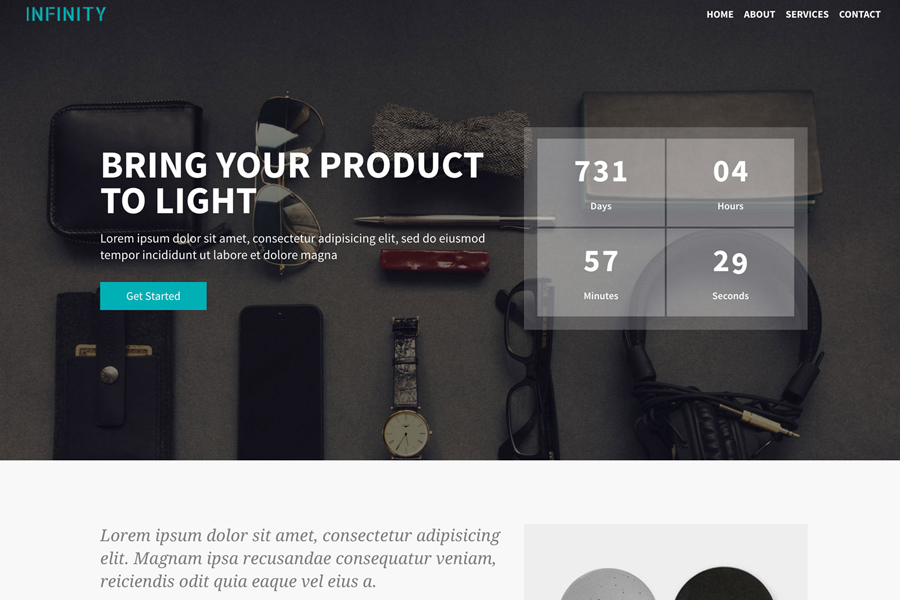 INFINITY
HOME ABOUT SERVICES CONTACT
BRING YOUR PRODUCT
TO LIGHT
Lorem ipsum dolor sit amet, consectetur adipisicing elit, sed do eiusmod
tempor incididunt ut labore et dolore magna
Get Started
731 04
Days Hours
57 29
Minutes Seconds
Lorem ipsum dolor sit amet, consectetur adipisicing
elit. Magnam ipsa recusandae consequatur veniam,
reiciendis odit quia eaque vel eius a.